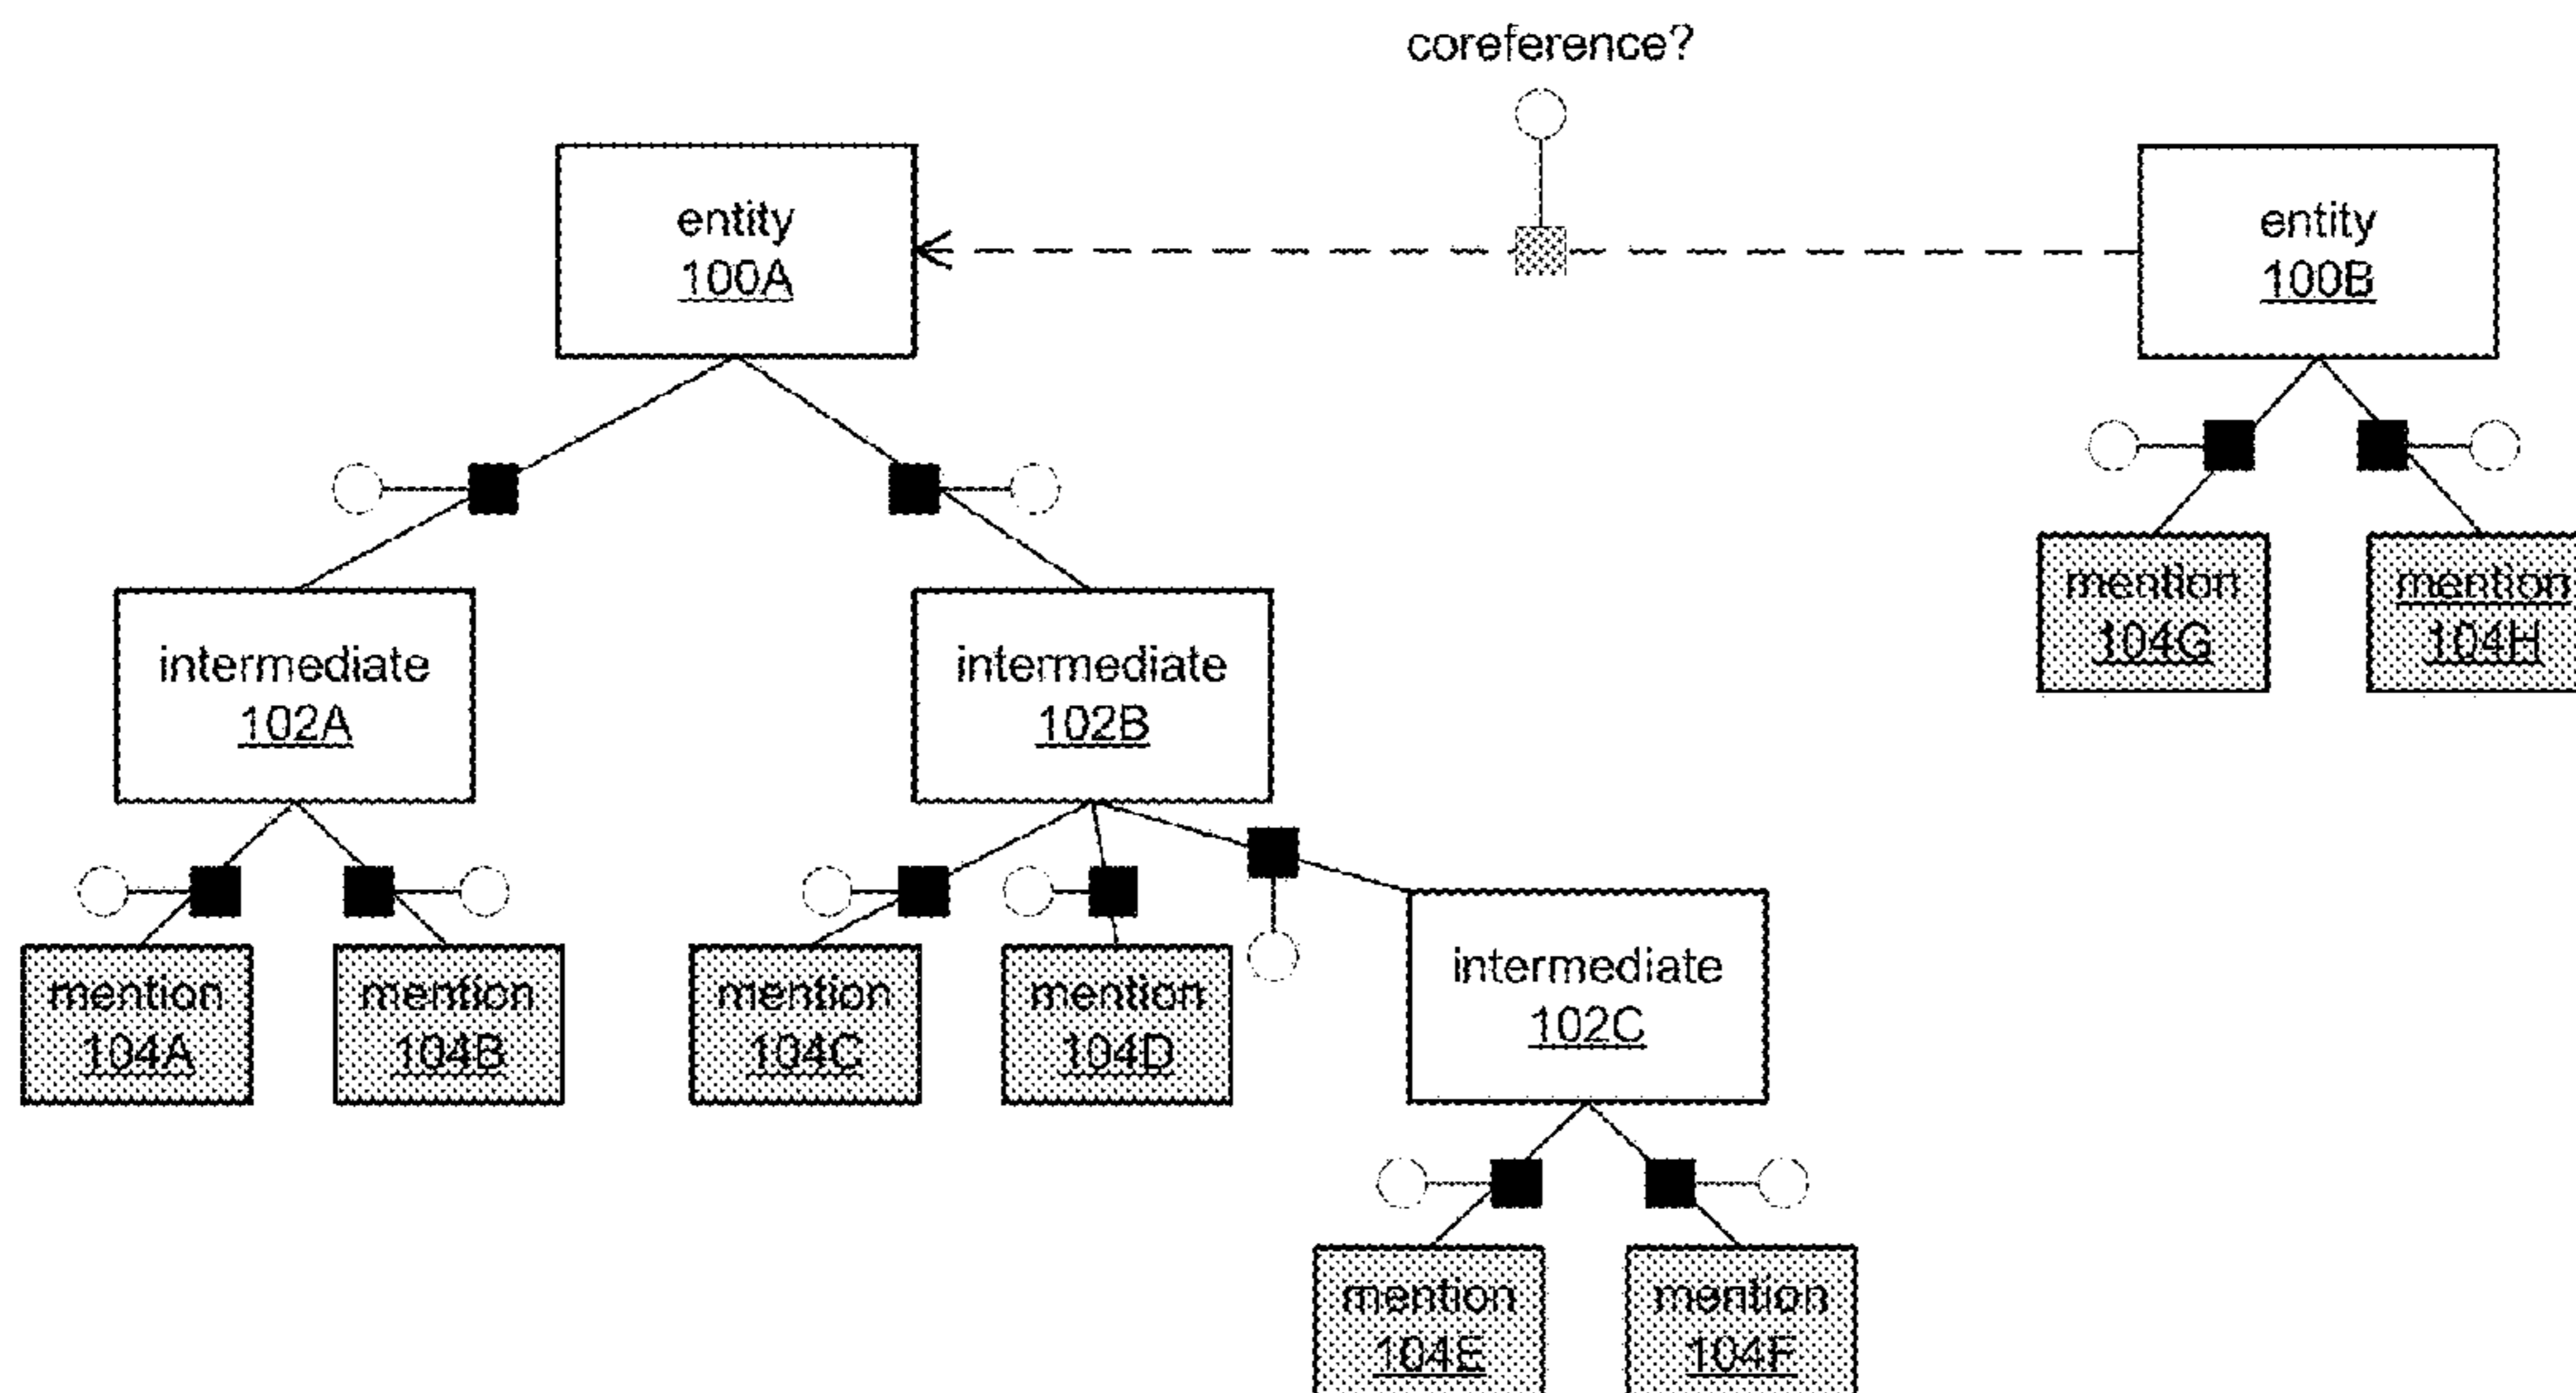 coreference?
entity
100A
entity
100B
intermediate
102A
intermediate
102B
mention
104G
mention
104H
mention
104A
mention
104B
mention
104C
mention
104D
intermediate
102C
mention
104E
mention
104F